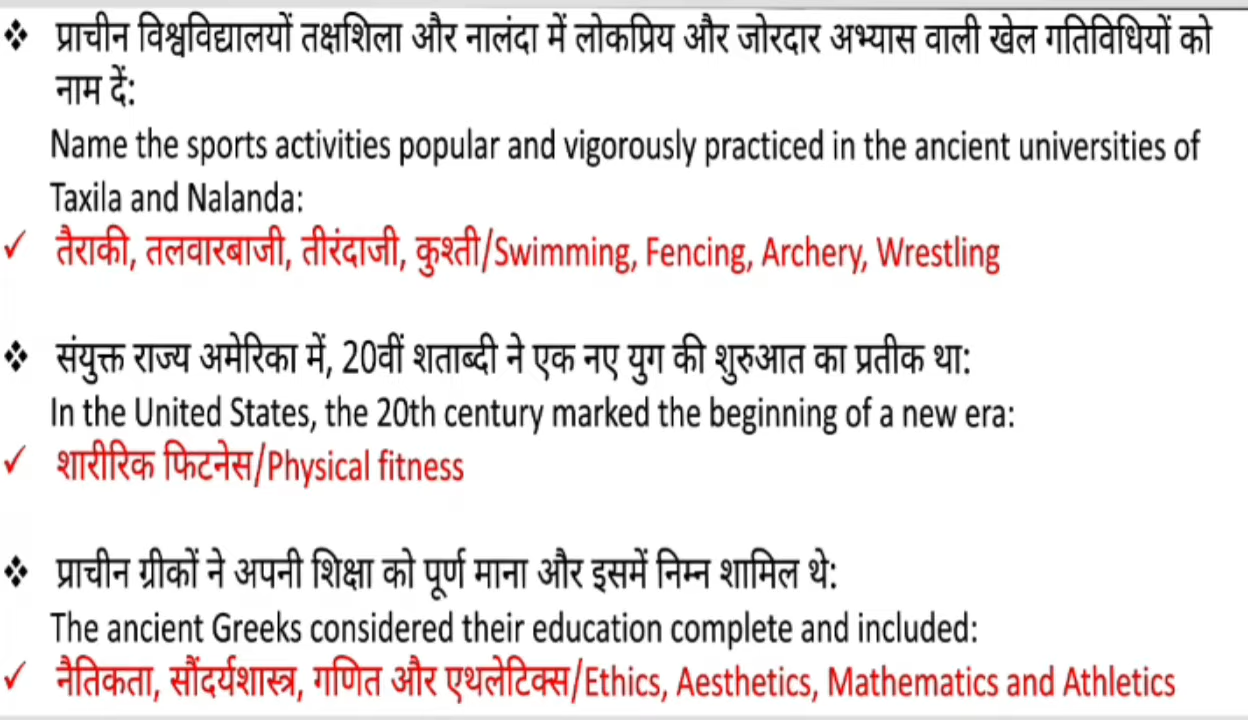 ❖ प्राचीन विश्वविद्यालयों तक्षशिला और नालंदा में लोकप्रिय और जोरदार अभ्यास वाली खेल गतिविधियों को
नाम दें:
Name the sports activities popular and vigorously practiced in the ancient universities of
Taxila and Nalanda:
✓ तैराकी, तलवारबाजी, तीरंदाजी, कुश्ती/Swimming, Fencing, Archery, Wrestling
❖ संयुक्त राज्य अमेरिका में, 20वीं शताब्दी ने एक नए युग की शुरुआत का प्रतीक था:
In the United States, the 20th century marked the beginning of a new era:
✓ शारीरिक फिटनेस/Physical fitness
❖ प्राचीन ग्रीकों ने अपनी शिक्षा को पूर्ण माना और इसमें निम्न शामिल थे:
The ancient Greeks considered their education complete and included:
✓ नैतिकता, सौंदर्यशास्त्र, गणित और एथलेटिक्स/Ethics, Aesthetics, Mathematics and Athletics